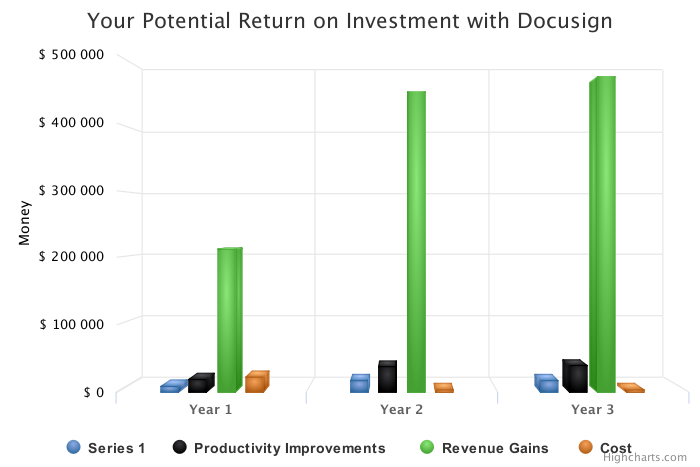 Your Potential Return on Investment with Docusign
$ 500 000
$ 400 000
$ 300 000
$ 200 000
$ 100 000
$ 0
Money
Year 1
Year 2
Year 3
Series 1
Productivity Improvements
Revenue Gains
Cost
Highcharts.com